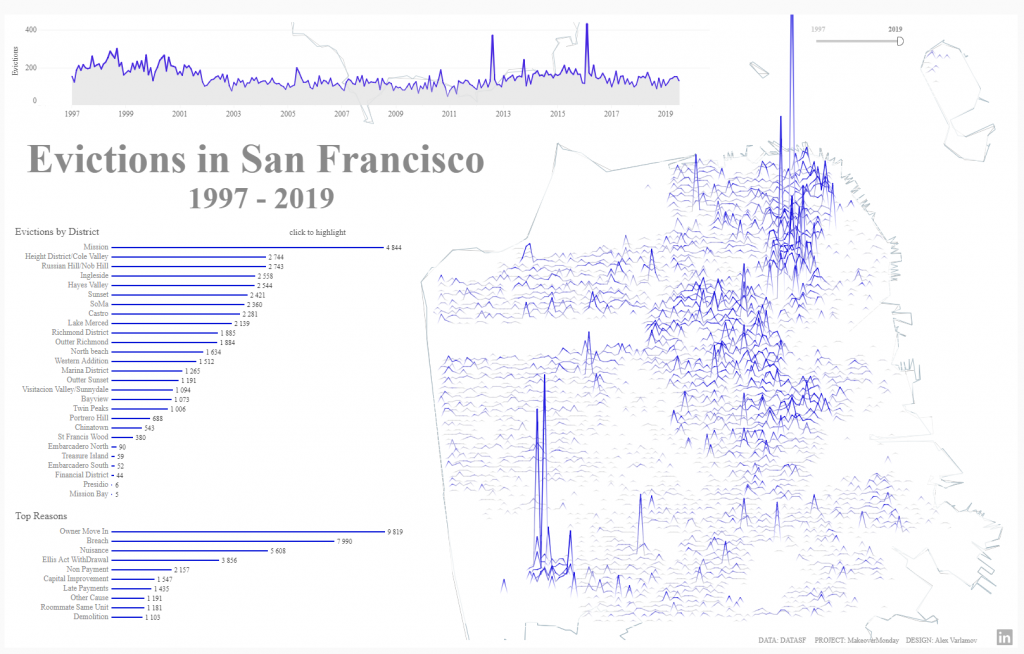 400
200
0
Evictions
1997 1999 2001 2003 2005 2007 2009 2011 2013 2015 2017 2019
1997 2019
Evictions in San Francisco
1997 - 2019
Evictions by District click to highlight
Mission 4 844
Height District/Cole Valley 2 744
Russian Hill/Nob Hill 2 743
Ingleside 2 558
Hayes Valley 2 544
Sunset 2 421
SoMa 2 360
Castro 2 281
Lake Merced 2 139
Richmond District 1 885
Outter Richmond 1 884
North beach 1 634
Western Addition 1 512
Marina District 1 265
Outter Sunset 1 191
Visitacion Valley/Sunnydale 1 094
Bayview 1 073
Twin Peaks 1 006
Portrero Hill 688
Chinatown 543
St Francis Wood 380
Embarcadero North 90
Treasure Island 59
Embarcadero South 52
Financial District 44
Presidio 6
Mission Bay 5
Top Reasons
Owner Move In 9 819
Breach 7 990
Nuisance 5 608
Ellis Act WithDrawal 3 856
Non Payment 2 157
Capital Improvement 1 547
Late Payments 1 435
Other Cause 1 191
Roommate Same Unit 1 181
Demolition 1 103
DATA: DATASF PROJECT: MakeoverMonday DESIGN: Alex Varlamov
in